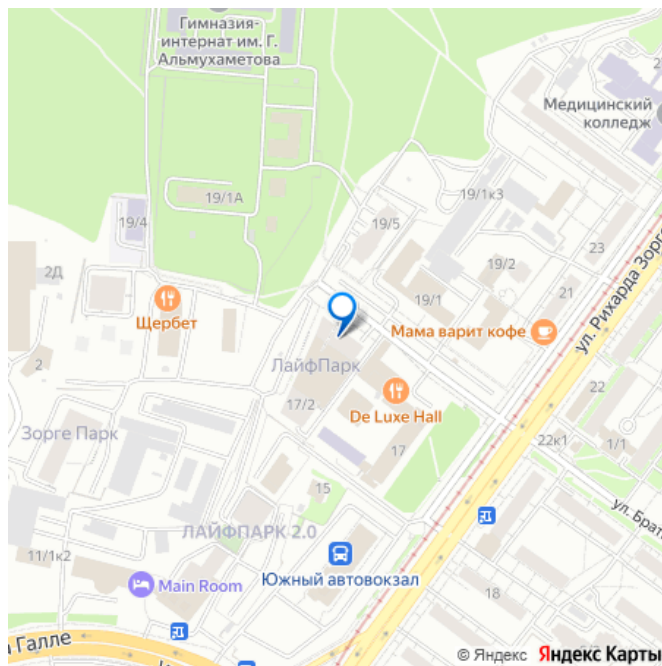 Гимназия-
интернат им. Г.
Альмухаметова
Медицинский
колледж
19/1А
19/4
19/1к3
19/5
23
2Д
19/2
21
ул. Рихарда Зорге
19/1
Щербет
Мама варит кофе
2
ЛайфПарк
22
De Luxe Hall
17/2
Зорге Парк
17
22к1
1/1
15
ул. Брат
ЛАЙФПАРК 2.0
11/1к2
Южный автовокзал
Main Room
18
Галле
© Яндекс Яндекс Карты